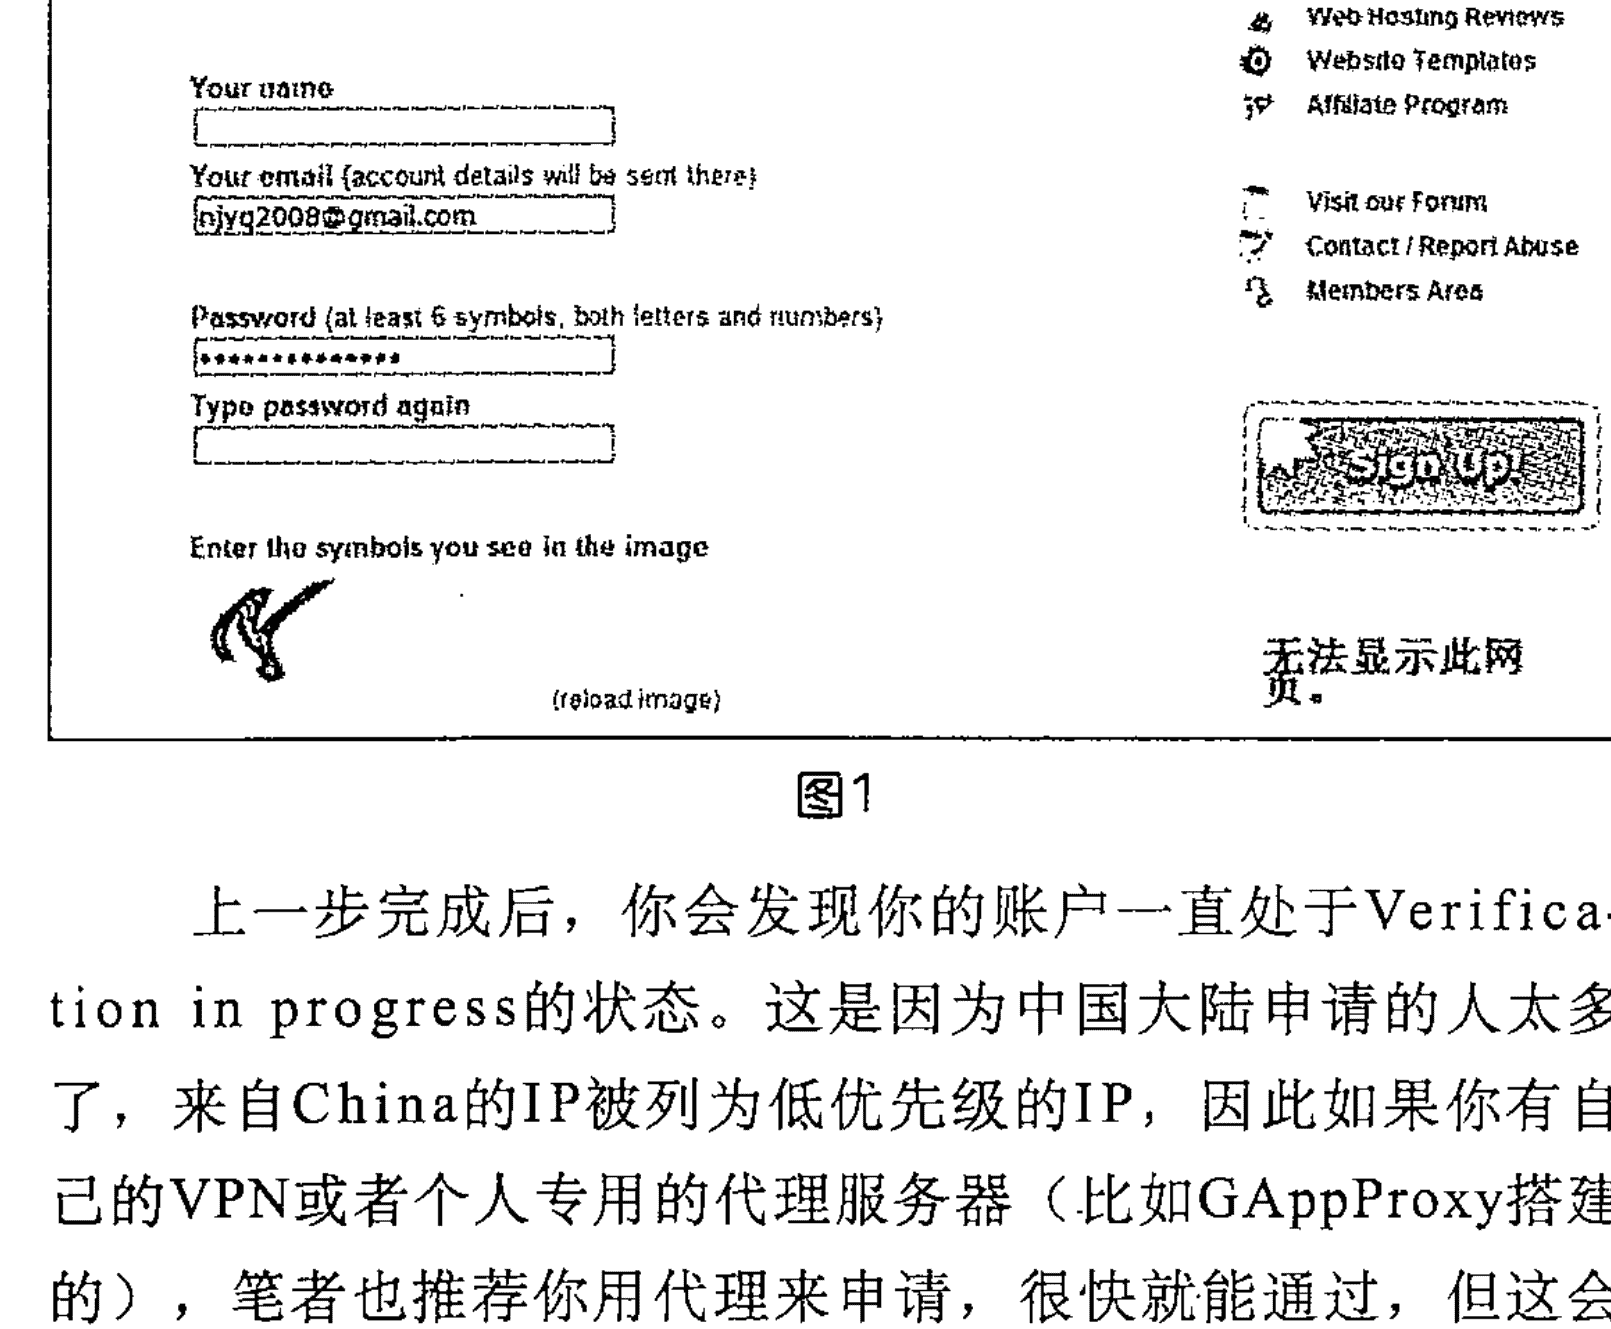 Your name
Your email (account details will be sent there)
njyq2008@gmail.com
Password (at least 6 symbols, both letters and numbers)
Type password again
Enter the symbols you see in the image
(reload image)
Web Hosting Reviews
Website Templates
Affiliate Program
Visit our Forum
Contact / Report Abuse
Members Area
Sign Up!
无法显示此网
页。
图1
上一步完成后，你会发现你的账户一直处于Verifica-
tion in progress的状态。这是因为中国大陆申请的人太多
了，来自China的IP被列为低优先级的IP，因此如果你有自
己的VPN或者个人专用的代理服务器（比如GAppProxy搭建
的），笔者也推荐你用代理来申请，很快就能通过，但这会